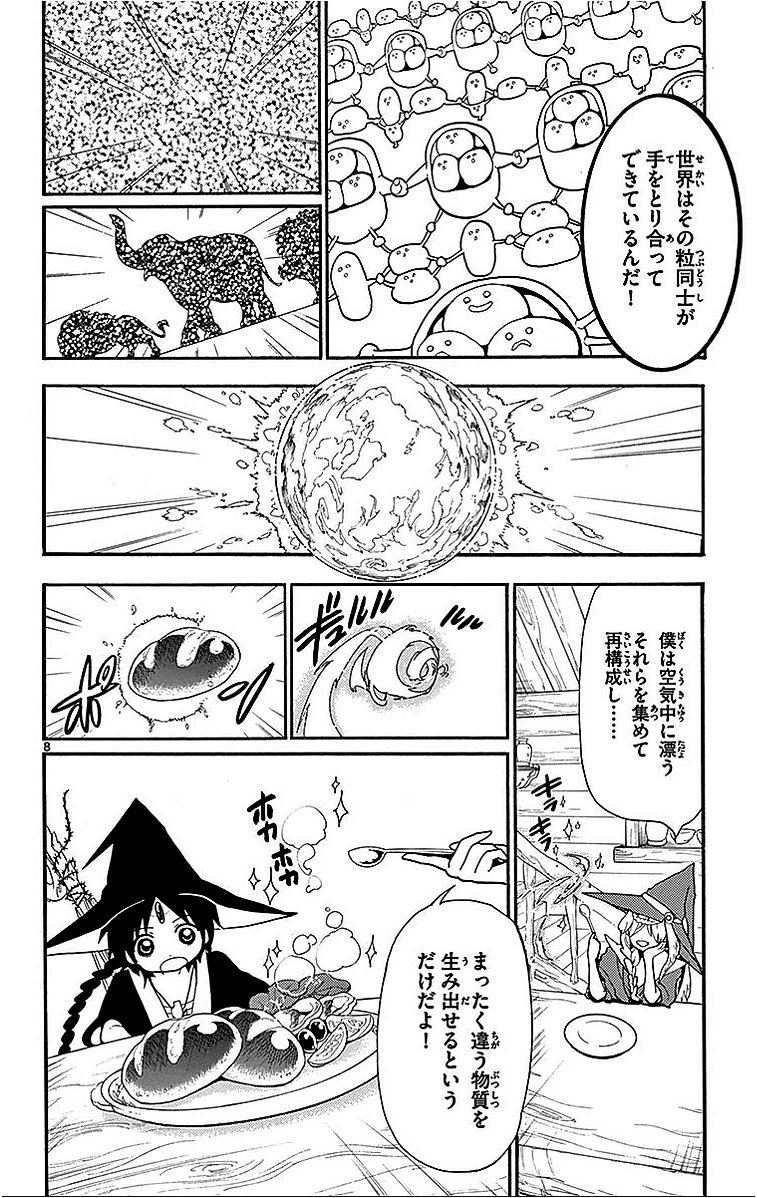 世界はその粒同士が
手をとり合って
できているんだ!
僕は空気中に漂う
それらを集めて
再構成し……
キラ
キラ
ギュルル
ポッ
8
ホカ
ホカ
まったく違う物質を
生み出せるという
だけだよ!